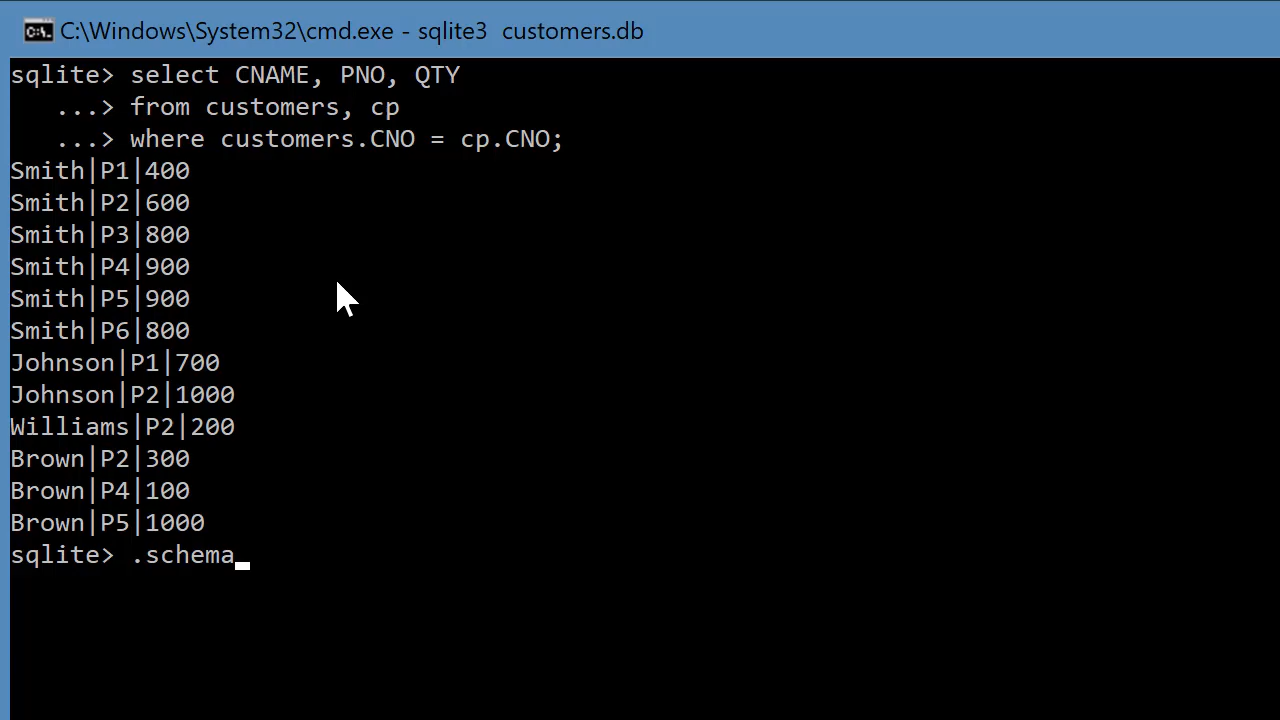 C:\Windows\System32\cmd.exe - sqlite3  customers.db
sqlite> select CNAME, PNO, QTY
   ...> from customers, cp
   ...> where customers.CNO = cp.CNO;
Smith|P1|400
Smith|P2|600
Smith|P3|800
Smith|P4|900
Smith|P5|900
Smith|P6|800
Johnson|P1|700
Johnson|P2|1000
Williams|P2|200
Brown|P2|300
Brown|P4|100
Brown|P5|1000
sqlite> .schema